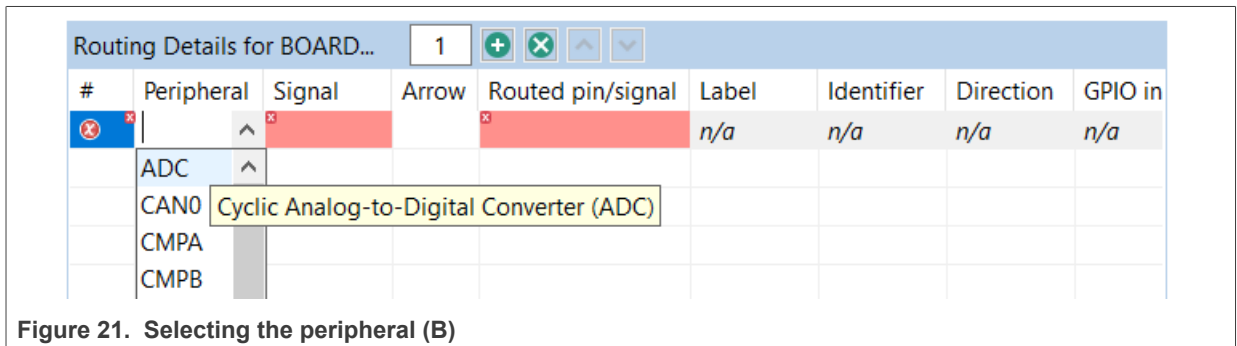 Routing Details for BOARD... 1
# Peripheral Signal Arrow Routed pin/signal Label Identifier Direction GPIO in
n/a n/a n/a n/a
ADC
Cyclic Analog-to-Digital Converter (ADC)
CAN0
CMPA
CMPB
Figure 21. Selecting the peripheral (B)